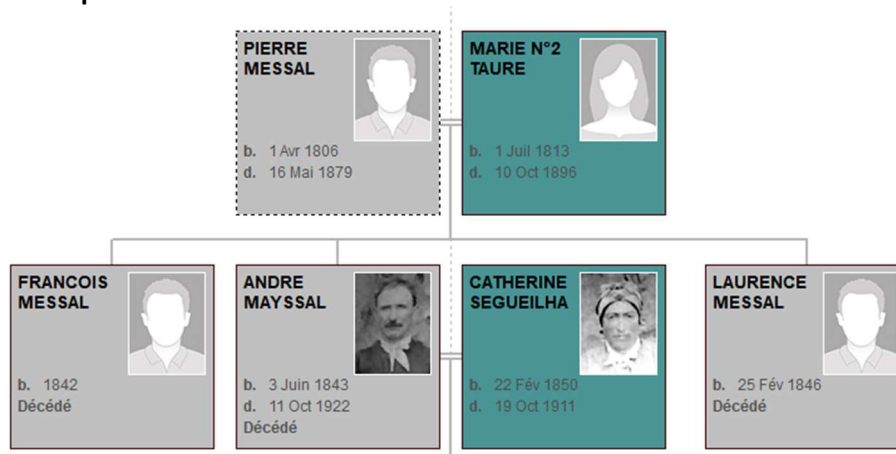 PIERRE
MESSAL
b. 1 Avr 1806
d. 16 Mai 1879
MARIE N°2
TAURE
b. 1 Juil 1813
d. 10 Oct 1896
FRANCOIS
MESSAL
b. 1842
Décédé
ANDRE
MAYSSAL
b. 3 Juin 1843
d. 11 Oct 1922
Décédé
CATHERINE
SEGUEILHA
b. 22 Fév 1850
d. 19 Oct 1911
LAURENCE
MESSAL
b. 25 Fév 1846
Décédé